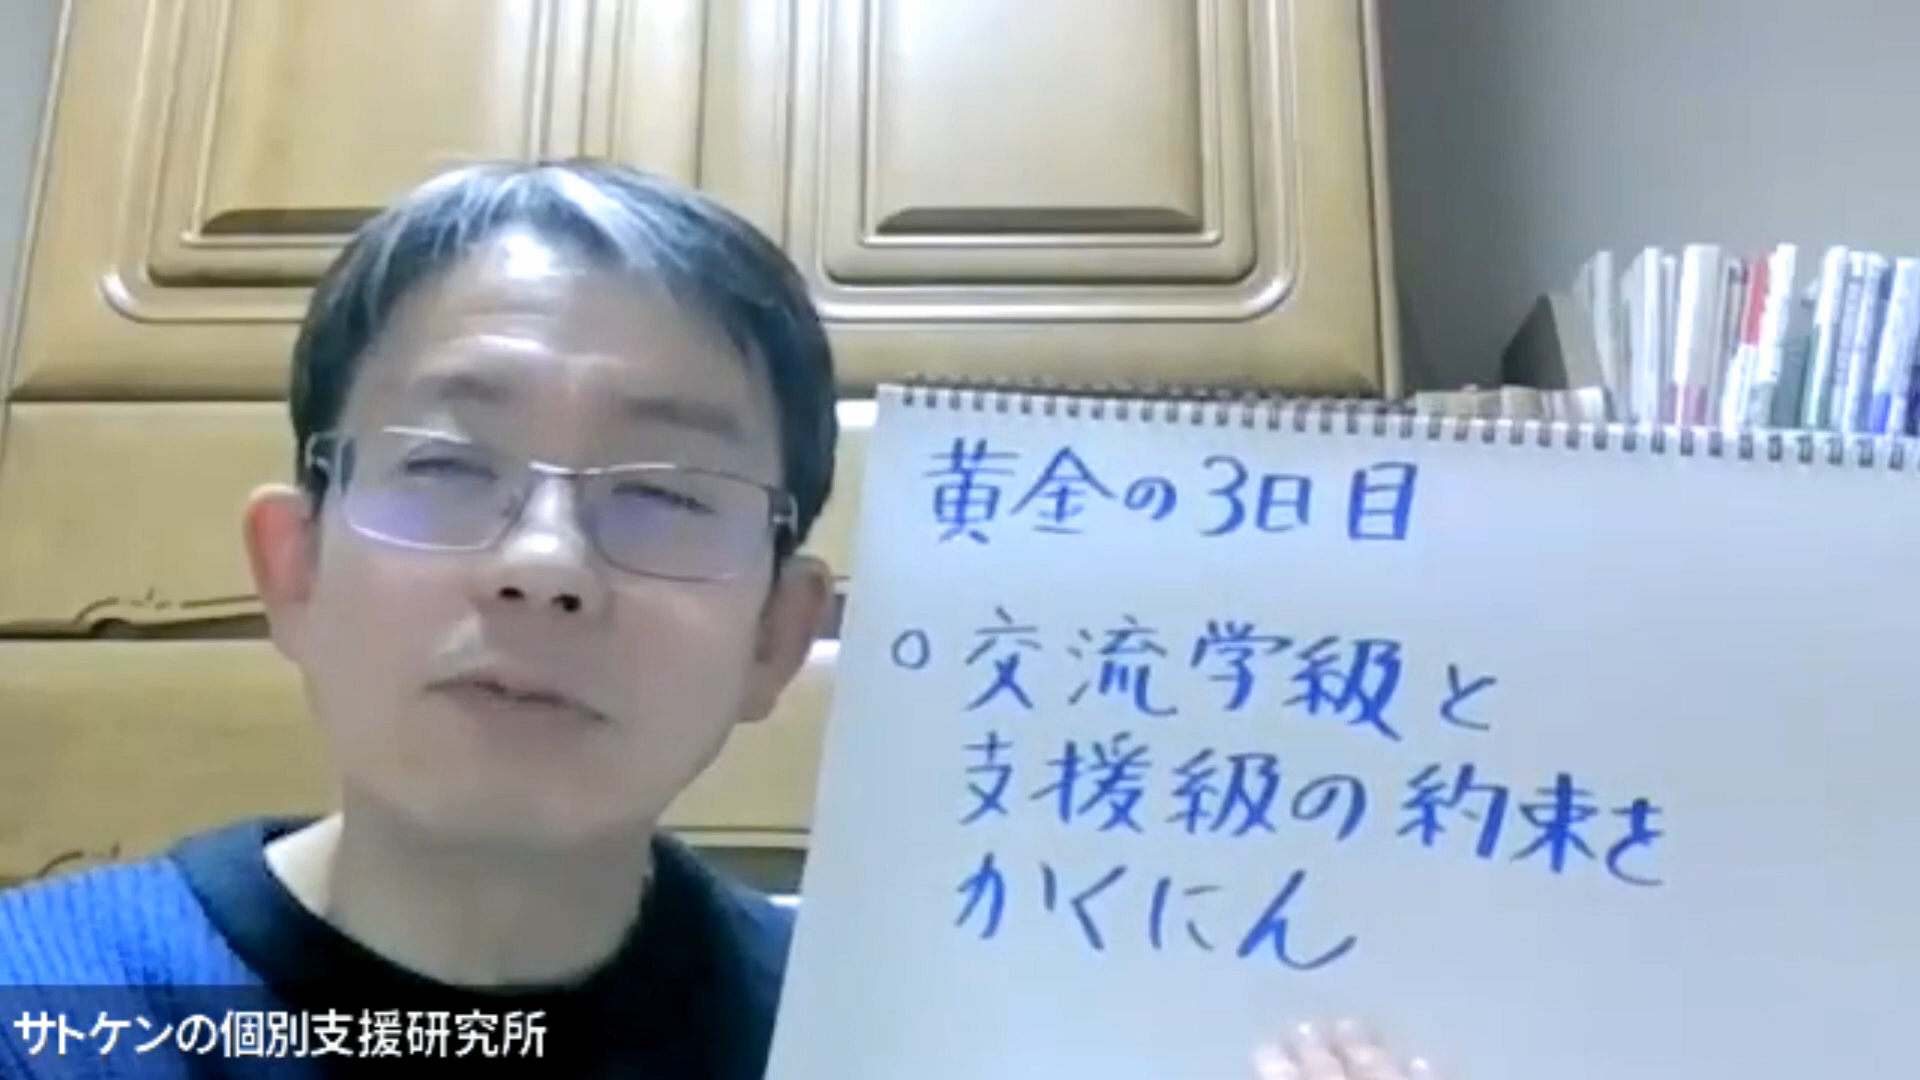 黄金の3日目
○交流学級と
支援級の約束を
かくにん
サトケンの個別支援研究所